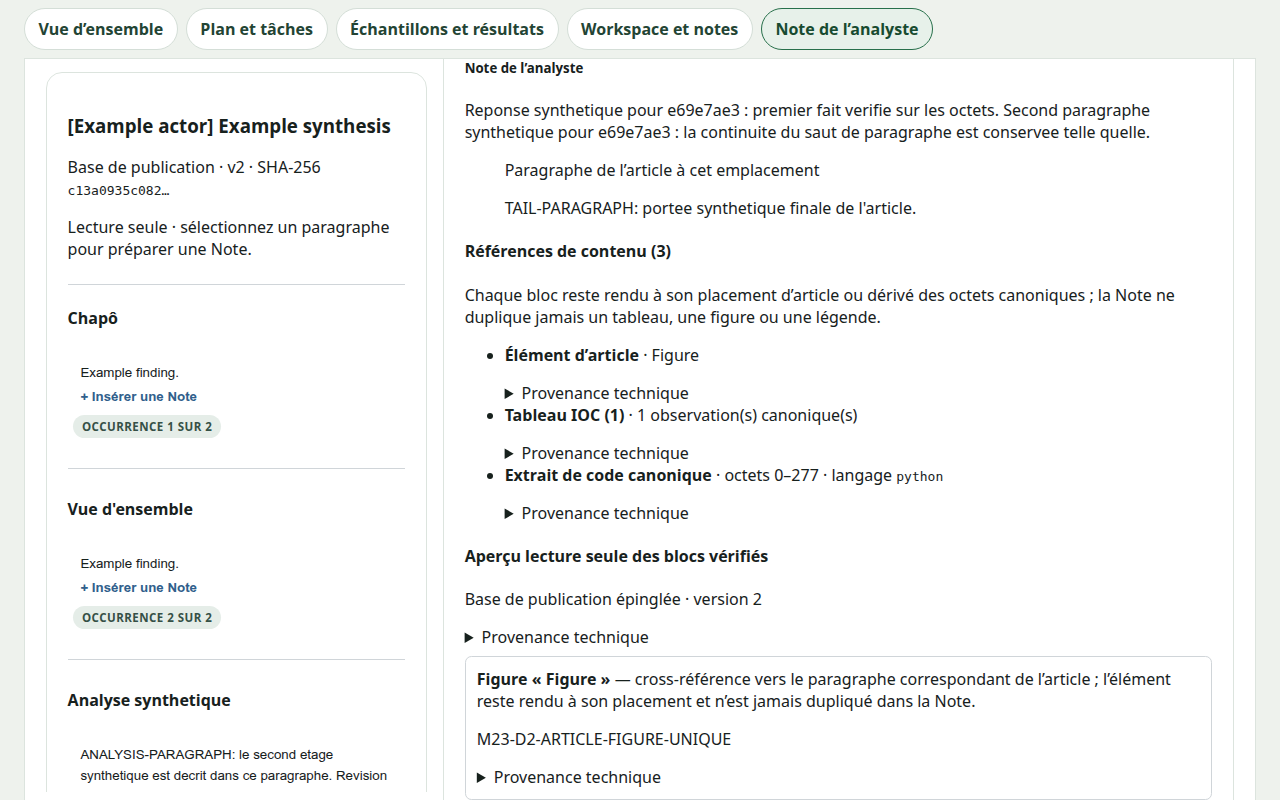 Vue d’ensemble
Plan et tâches
Échantillons et résultats
Workspace et notes
Note de l’analyste
[Example actor] Example synthesis
Base de publication · v2 · SHA-256
c13a0935c082…
Lecture seule · sélectionnez un paragraphe
pour préparer une Note.
Chapô
Example finding.
+ Insérer une Note
OCCURRENCE 1 SUR 2
Vue d'ensemble
Example finding.
+ Insérer une Note
OCCURRENCE 2 SUR 2
Analyse synthetique
ANALYSIS-PARAGRAPH: le second etage
synthetique est decrit dans ce paragraphe. Revision
Note de l’analyste
Reponse synthetique pour e69e7ae3 : premier fait verifie sur les octets. Second paragraphe
synthetique pour e69e7ae3 : la continuite du saut de paragraphe est conservee telle quelle.
Paragraphe de l’article à cet emplacement
TAIL-PARAGRAPH: portee synthetique finale de l'article.
Références de contenu (3)
Chaque bloc reste rendu à son placement d’article ou dérivé des octets canoniques ; la Note ne
duplique jamais un tableau, une figure ou une légende.
Élément d’article · Figure
Provenance technique
Tableau IOC (1) · 1 observation(s) canonique(s)
Provenance technique
Extrait de code canonique · octets 0–277 · langage python
Provenance technique
Aperçu lecture seule des blocs vérifiés
Base de publication épinglée · version 2
Provenance technique
Figure « Figure » — cross-référence vers le paragraphe correspondant de l’article ; l’élément
reste rendu à son placement et n’est jamais dupliqué dans la Note.
M23-D2-ARTICLE-FIGURE-UNIQUE
Provenance technique